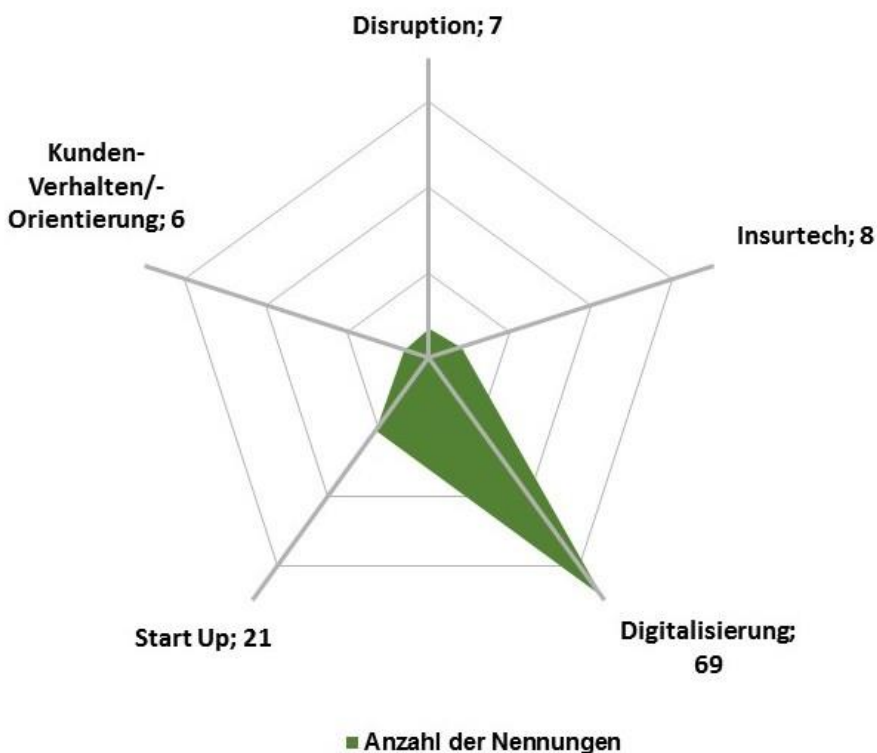 Disruption; 7
Kunden-
Verhalten/-
Orientierung; 6
Insurtech; 8
Start Up; 21
Digitalisierung;
69
Anzahl der Nennungen